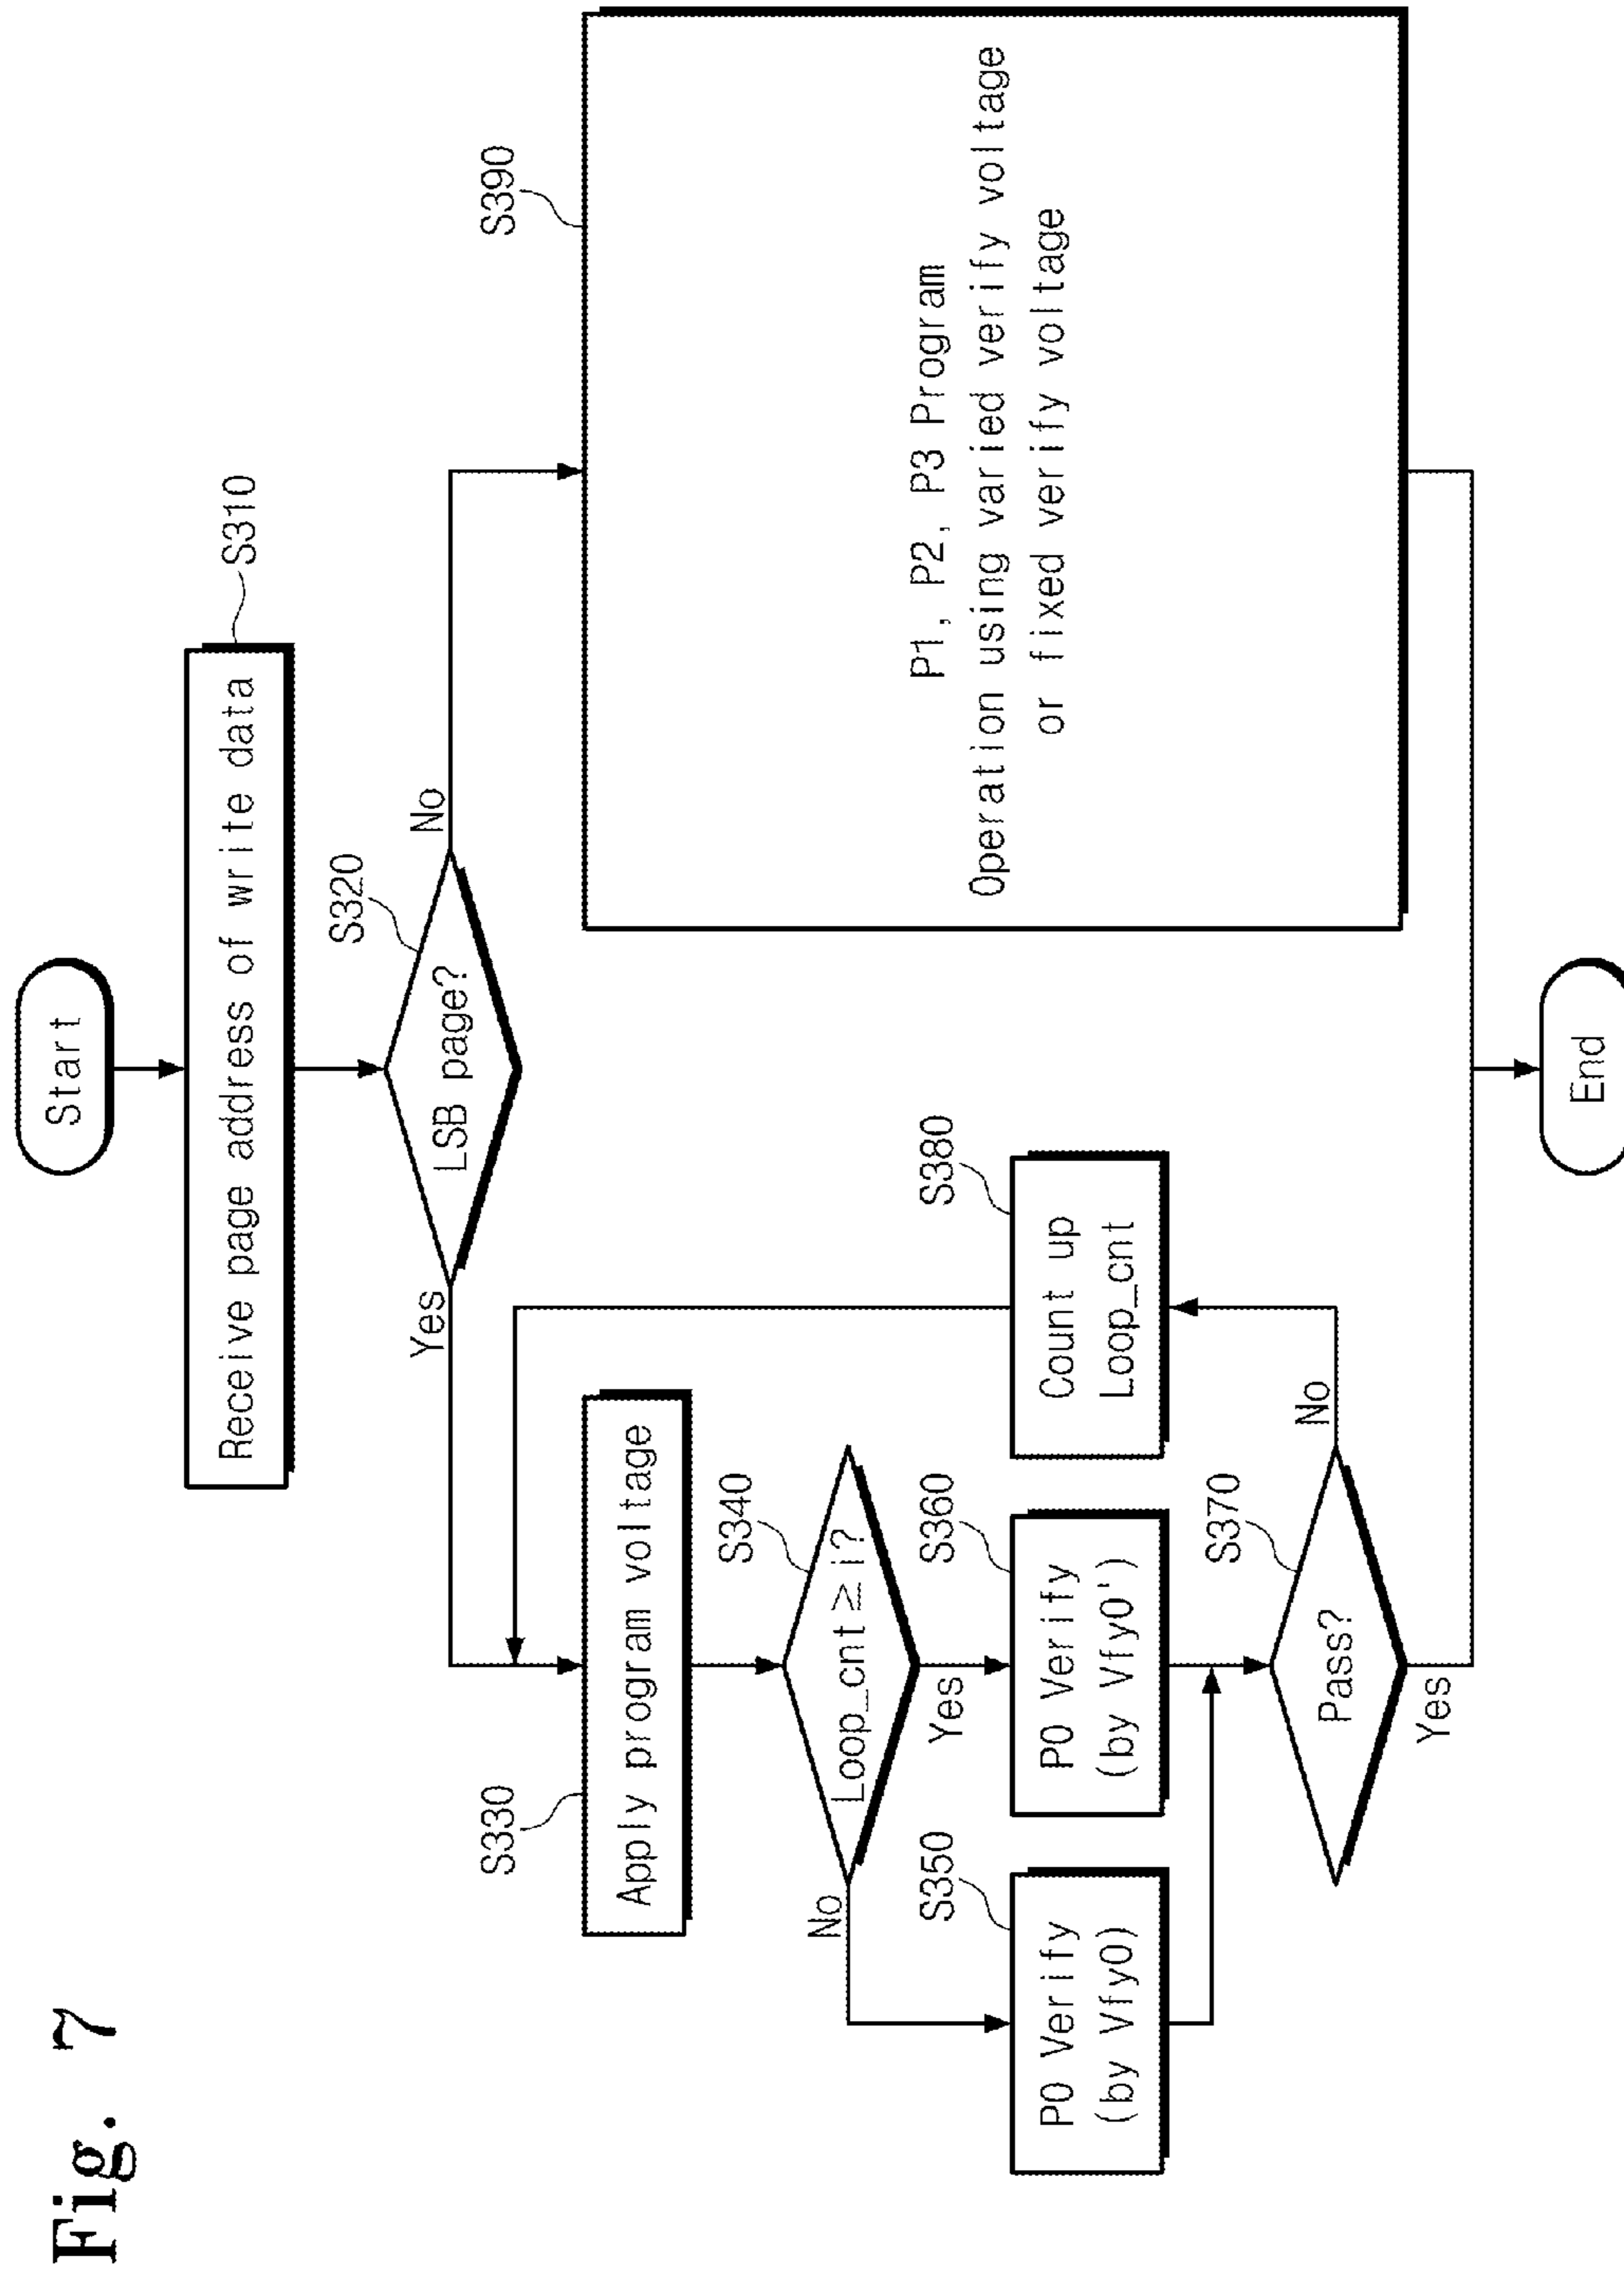 Fig. 7
Start
Receive page address of write data
S310
LSB page?
S320
Yes
No
S330
Apply program voltage
S340
Loop_cnt≥i?
No
Yes
S350
P0 Verify
(by Vfy0)
S360
P0 Verify
(by Vfy0')
S380
Count up
Loop_cnt
S370
Pass?
No
Yes
S390
P1, P2, P3 Program
Operation using varied verify voltage
or fixed verify voltage
End